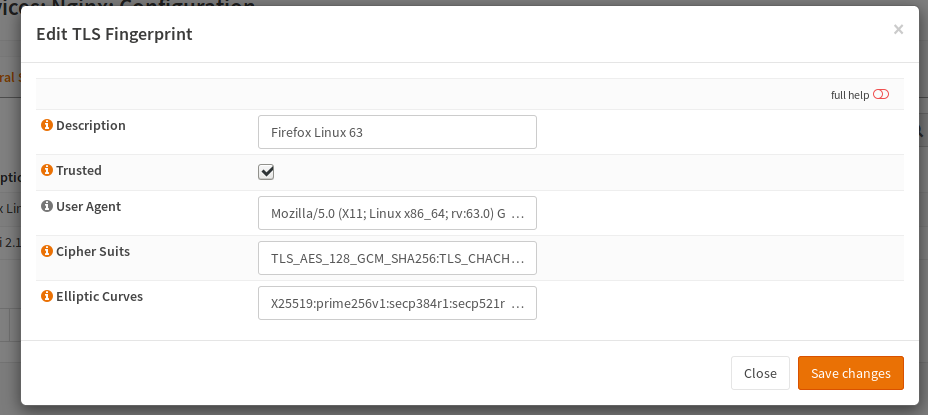 ices: Nginx: Configuration
Edit TLS Fingerprint
×
full help
Description
Firefox Linux 63
Trusted
User Agent
Mozilla/5.0 (X11; Linux x86_64; rv:63.0) G ...
Cipher Suits
TLS_AES_128_GCM_SHA256:TLS_CHACH...
Elliptic Curves
X25519:prime256v1:secp384r1:secp521r ...
Close
Save changes
ral S
ptic
x Lir
i 2.1